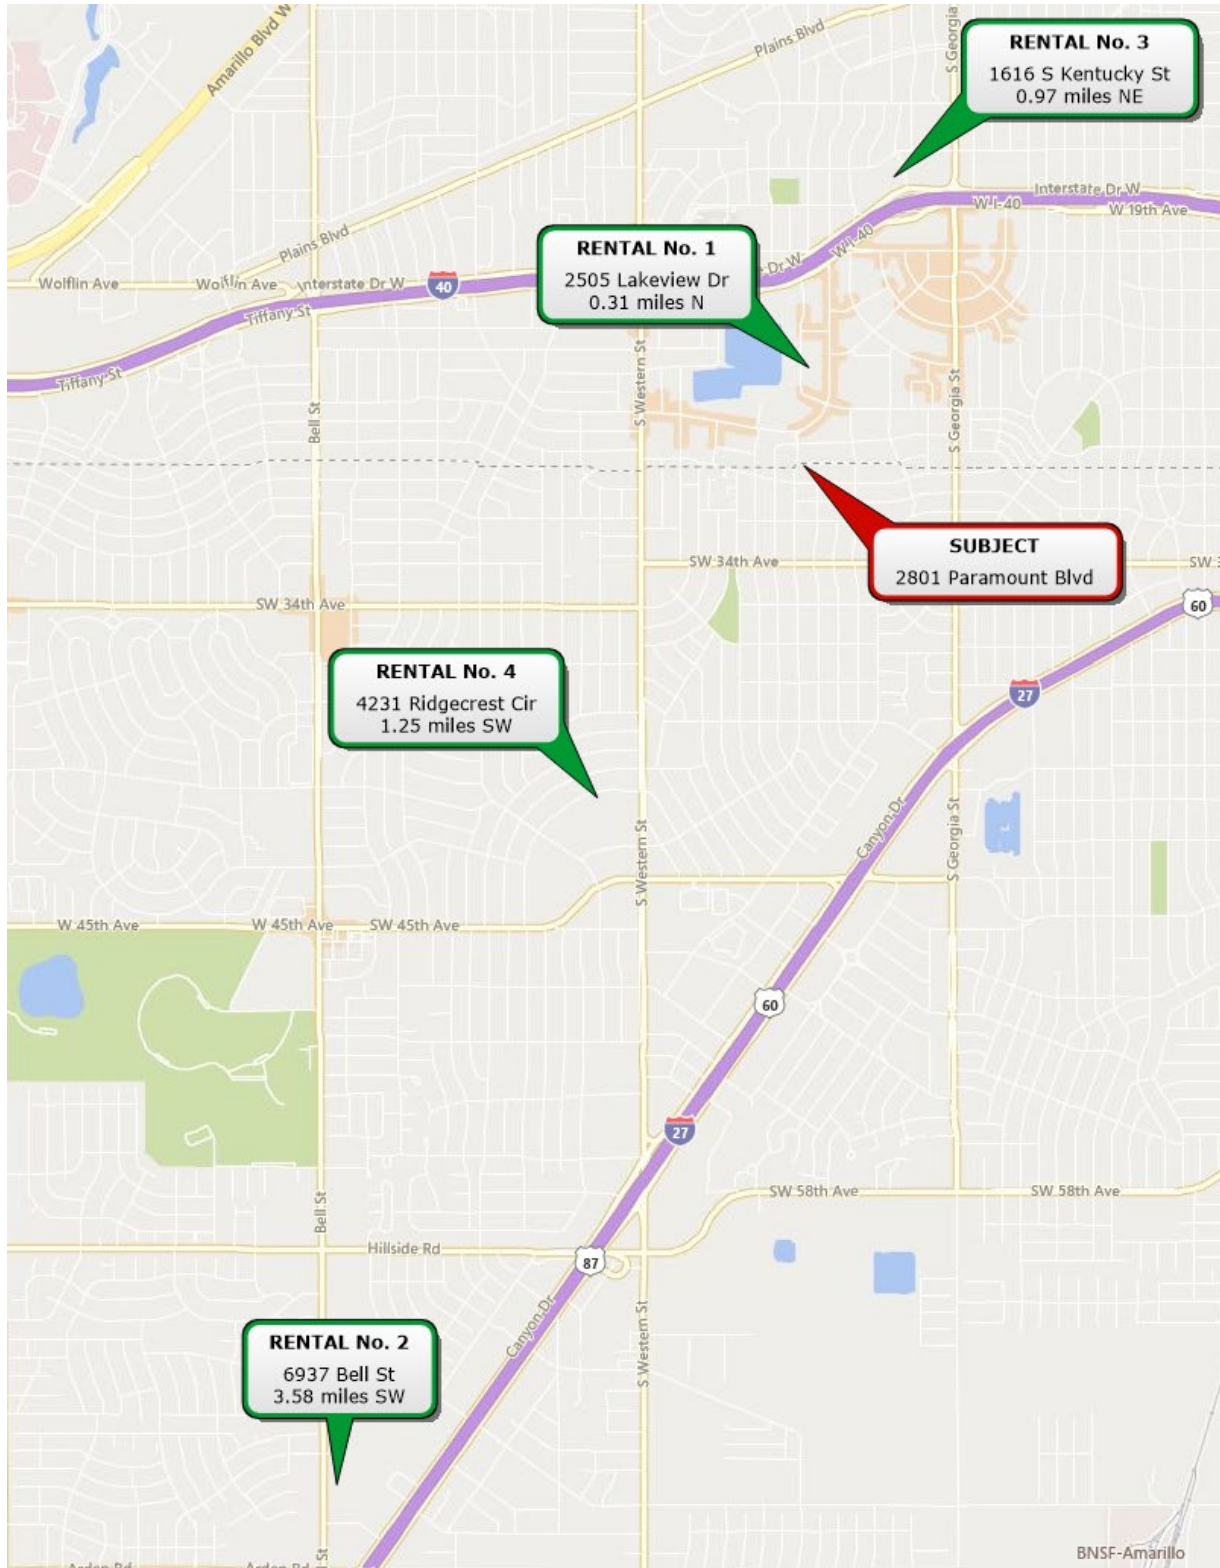 Amarillo Blvd W
Plains Blvd
S Georgia
RENTAL No. 3
1616 S Kentucky St
0.97 miles NE
Interstate Dr W
W I-40
W 19th Ave
Plains Blvd
RENTAL No. 1
2505 Lakeview Dr
0.31 miles N
Dr W
W I-40
Wolflin Ave
Wolflin Ave
Interstate Dr W
40
Tiffany St
Tiffany St
S Western St
Bell St
S Georgia St
SUBJECT
2801 Paramount Blvd
SW 34th Ave
SW 3
SW 34th Ave
60
RENTAL No. 4
4231 Ridgecrest Cir
1.25 miles SW
27
Canyon Dr
S Georgia St
S Western St
W 45th Ave
W 45th Ave
SW 45th Ave
60
27
SW 58th Ave
SW 58th Ave
Bell St
Hillside Rd
87
Canyon Dr
S Western St
RENTAL No. 2
6937 Bell St
3.58 miles SW
BNSF-Amarillo
St